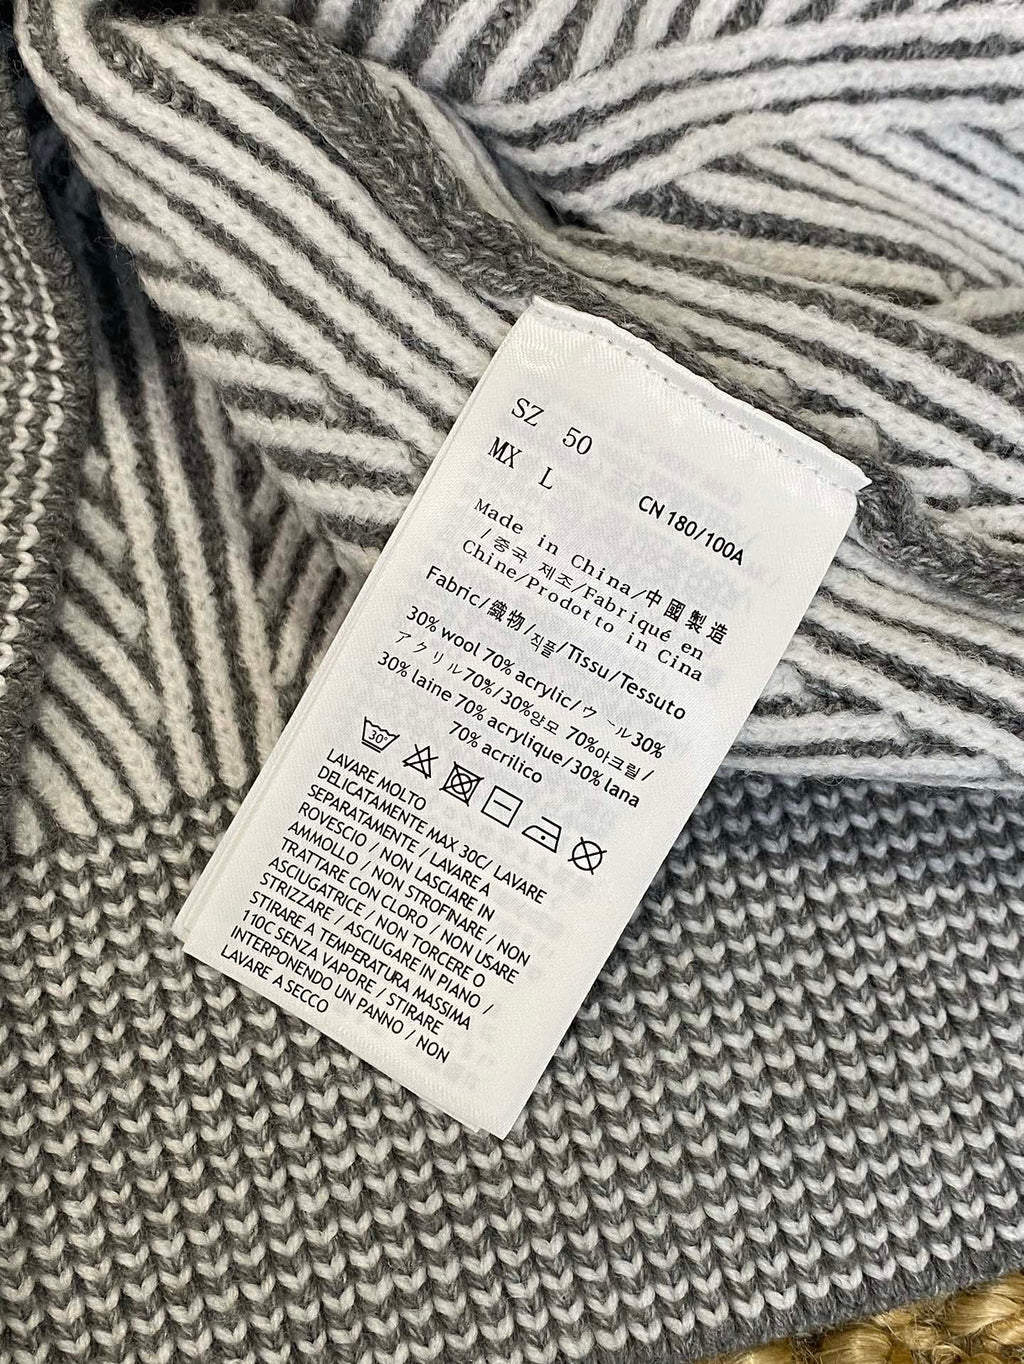 SZ 50
MX L
CN 180/100A
Made in China/中國製造
/중국 제조/Fabriqué en
Chine/Prodotto in Cina
Fabric/織物/직물/Tissu/Tessuto
30% wool 70% acrylic/ウール30%
アクリル70%/30%양모 70%아크릴/
30% laine 70% acrylique/30% lana
70% acrilico
30°
LAVARE MOLTO
DELICATAMENTE MAX 30C/ LAVARE
SEPARATAMENTE / LAVARE A
ROVESCIO / NON LASCIARE IN
AMMOLLO / NON STROFINARE / NON
TRATTARE CON CLORO / NON USARE
ASCIUGATRICE / NON TORCERE O
STRIZZARE / ASCIUGARE IN PIANO /
STIRARE A TEMPERATURA MASSIMA
110C SENZA VAPORE / STIRARE
INTERPONENDO UN PANNO / NON
LAVARE A SECCO